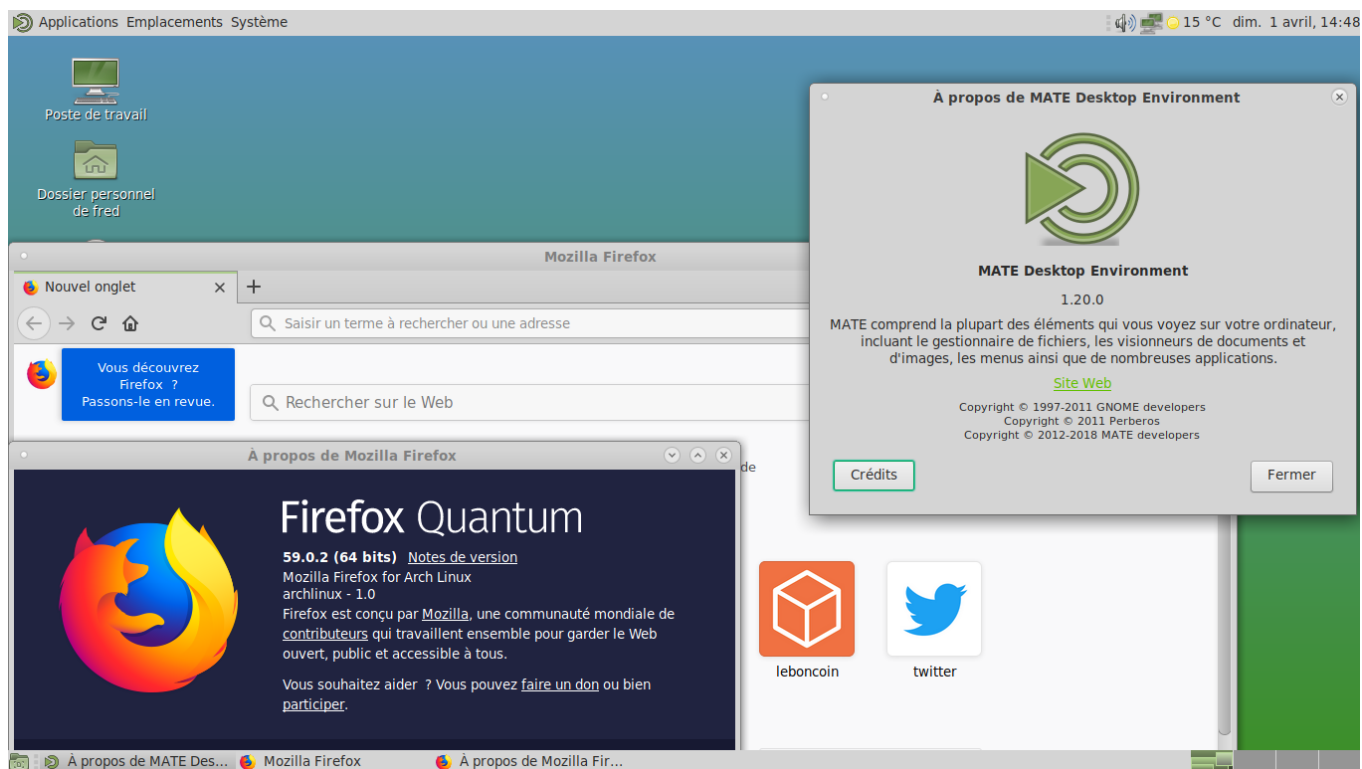 Applications Emplacements Système
15 °C dim. 1 avril, 14:48
Poste de travail
Dossier personnel
de fred
À propos de MATE Desktop Environment
MATE Desktop Environment
1.20.0
MATE comprend la plupart des éléments qui vous voyez sur votre ordinateur,
incluant le gestionnaire de fichiers, les visionneurs de documents et
d'images, les menus ainsi que de nombreuses applications.
Site Web
Copyright © 1997-2011 GNOME developers
Copyright © 2011 Perberos
Copyright © 2012-2018 MATE developers
Crédits
Fermer
Mozilla Firefox
Nouvel onglet
Saisir un terme à rechercher ou une adresse
Vous découvrez
Firefox ?
Passons-le en revue.
Rechercher sur le Web
de
leboncoin
twitter
À propos de Mozilla Firefox
Firefox Quantum
59.0.2 (64 bits) Notes de version
Mozilla Firefox for Arch Linux
archlinux - 1.0
Firefox est conçu par Mozilla, une communauté mondiale de
contributeurs qui travaillent ensemble pour garder le Web
ouvert, public et accessible à tous.
Vous souhaitez aider ? Vous pouvez faire un don ou bien
participer.
À propos de MATE Des...
Mozilla Firefox
À propos de Mozilla Fir...